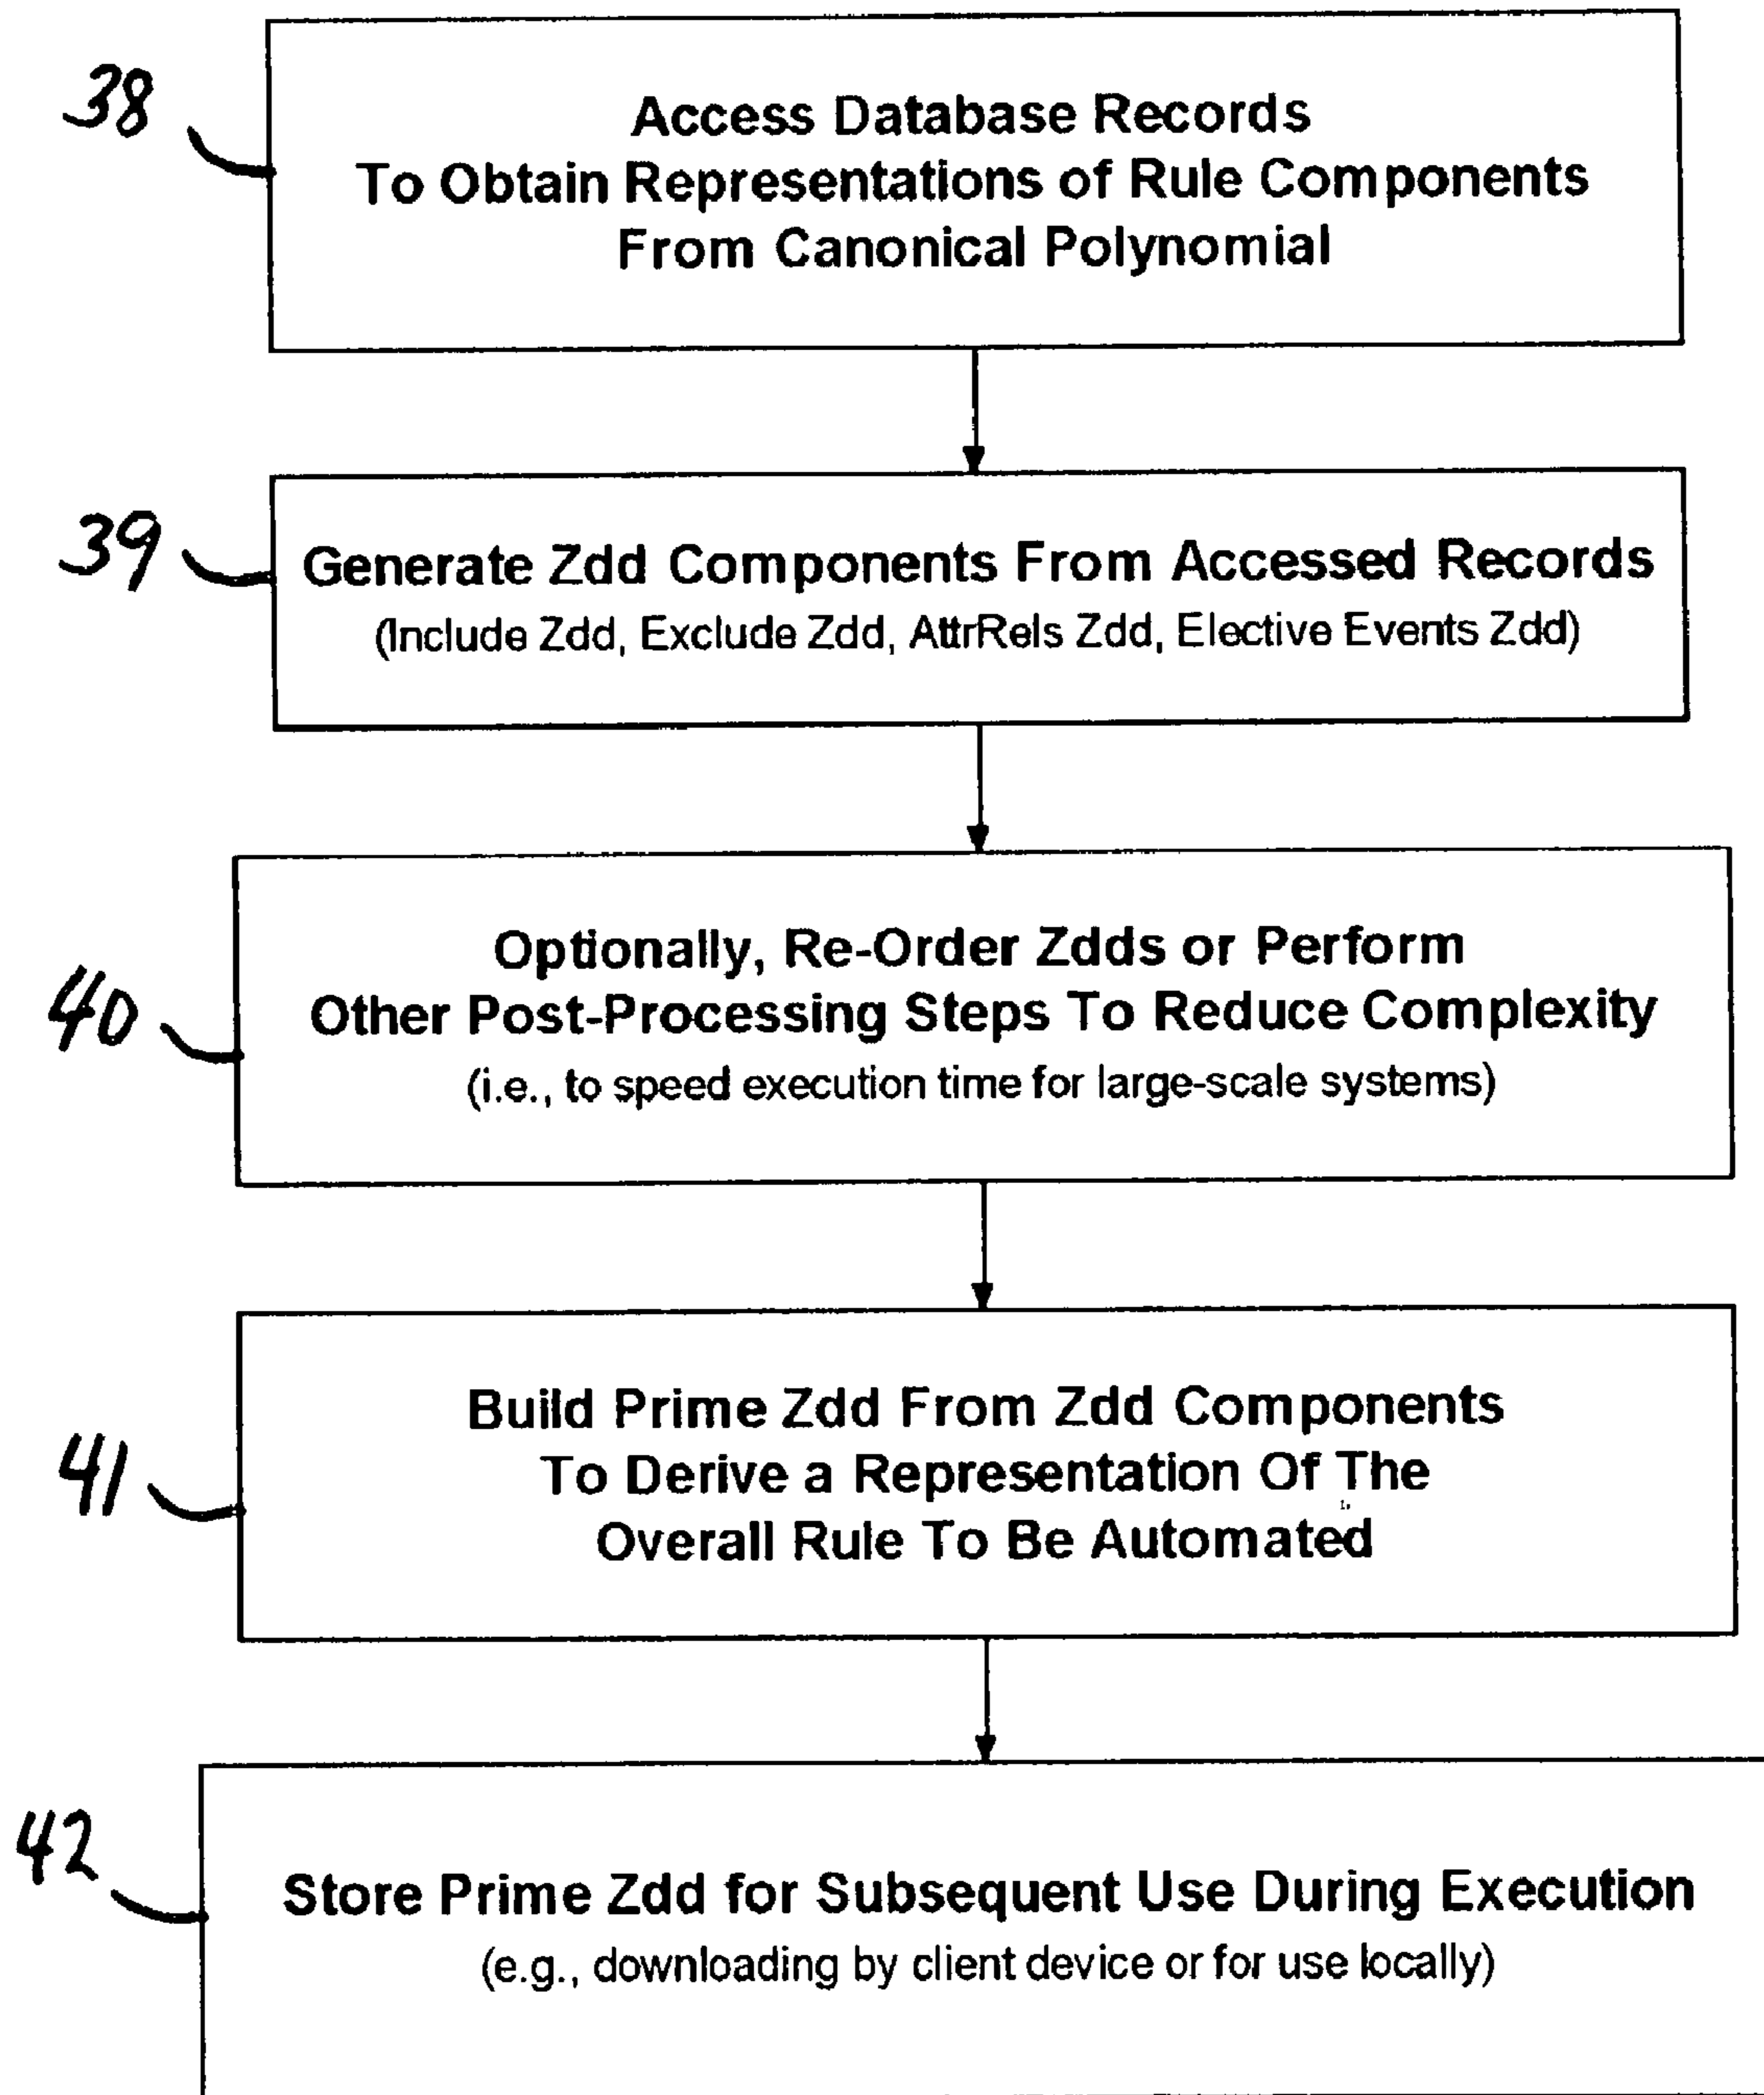 38
Access Database Records
To Obtain Representations of Rule Components
From Canonical Polynomial
39
Generate Zdd Components From Accessed Records
(Include Zdd, Exclude Zdd, AttrRels Zdd, Elective Events Zdd)
40
Optionally, Re-Order Zdds or Perform
Other Post-Processing Steps To Reduce Complexity
(i.e., to speed execution time for large-scale systems)
41
Build Prime Zdd From Zdd Components
To Derive a Representation Of The
Overall Rule To Be Automated
42
Store Prime Zdd for Subsequent Use During Execution
(e.g., downloading by client device or for use locally)